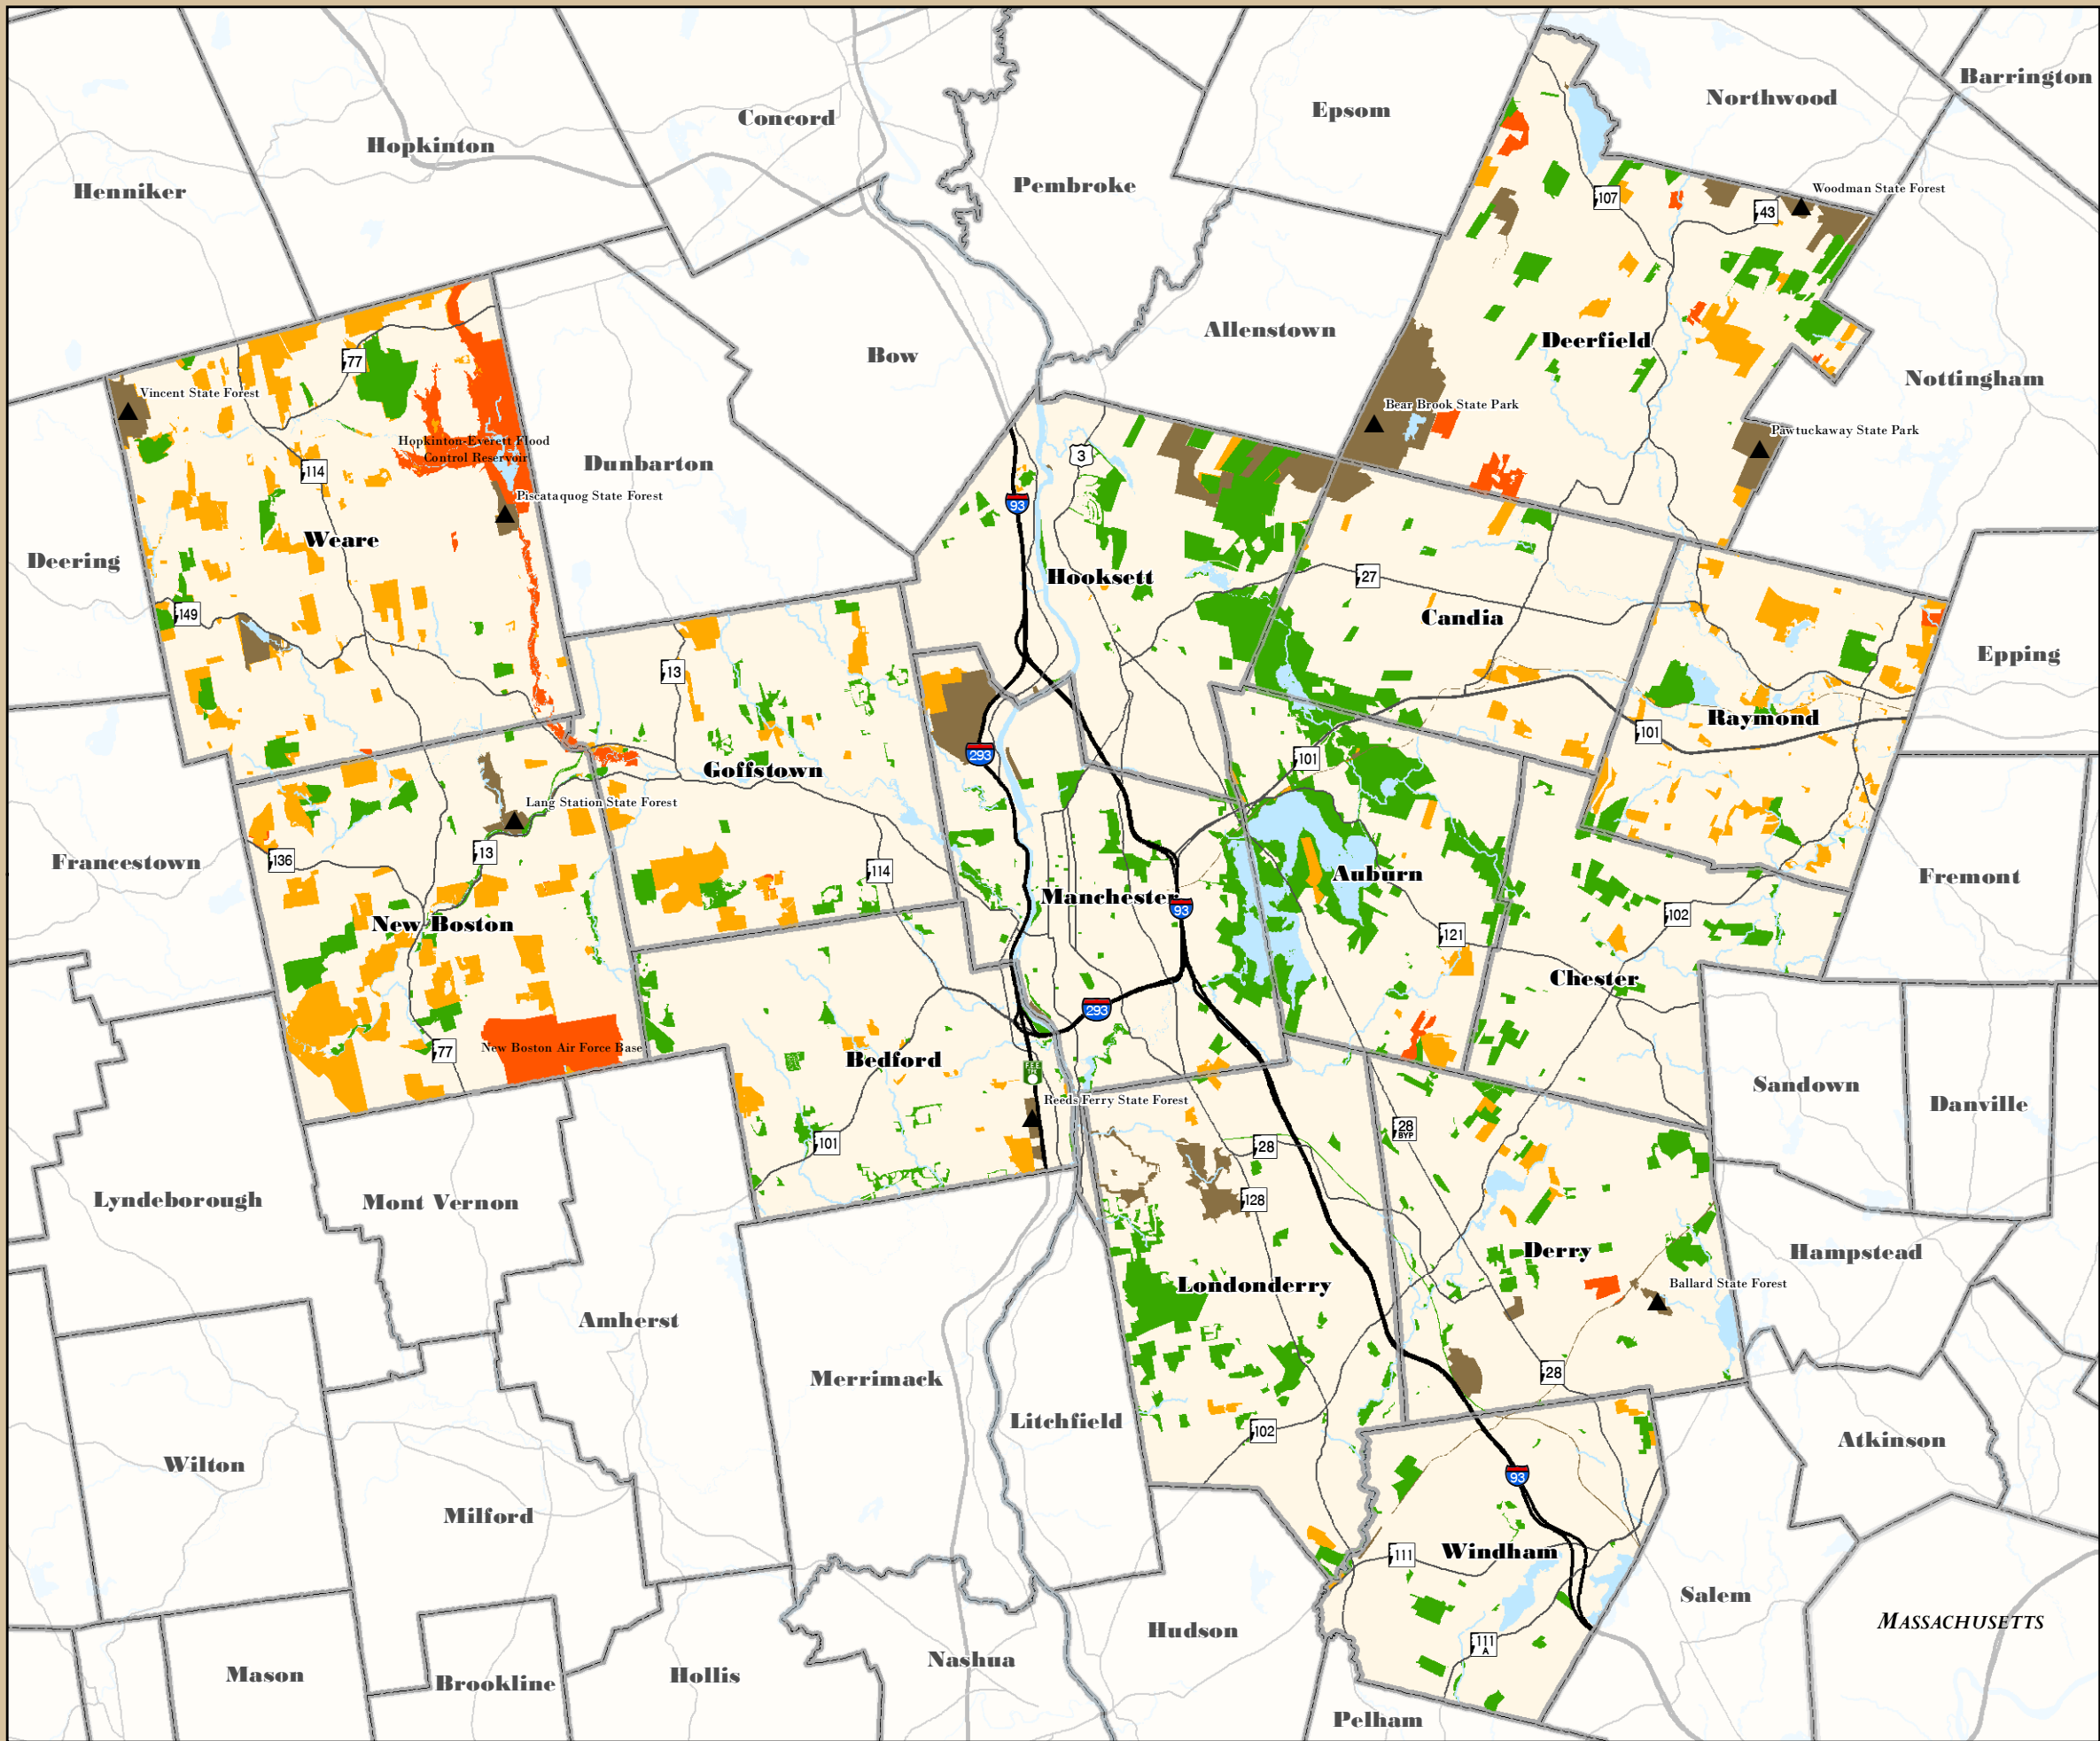 Barrington
Northwood
Epsom
Concord
Hopkinton
Henniker
Pembroke
Woodman State Forest
107
43
Allenstown
Deerfield
Bow
77
Vincent State Forest
Nottingham
Bear Brook State Park
Pawtuckaway State Park
Hopkinton-Everett Flood
Control Reservoir
Dunbarton
3
114
93
Piscataquog State Forest
Weare
Deering
Hooksett
27
Candia
149
Epping
13
Raymond
101
293
101
Goffstown
Lang Station State Forest
136
13
Francestown
114
Auburn
Fremont
Manchester
93
102
New Boston
121
Chester
293
77
New Boston Air Force Base
Bedford
FEE
Sandown
Danville
Reeds Ferry State Forest
28
BYP
101
28
128
Lyndeborough
Mont Vernon
Derry
Hampstead
Londonderry
Ballard State Forest
Amherst
28
Merrimack
Litchfield
102
Atkinson
Wilton
93
Milford
111
Windham
Salem
MASSACHUSETTS
Hudson
111
A
Nashua
Mason
Brookline
Hollis
Pelham